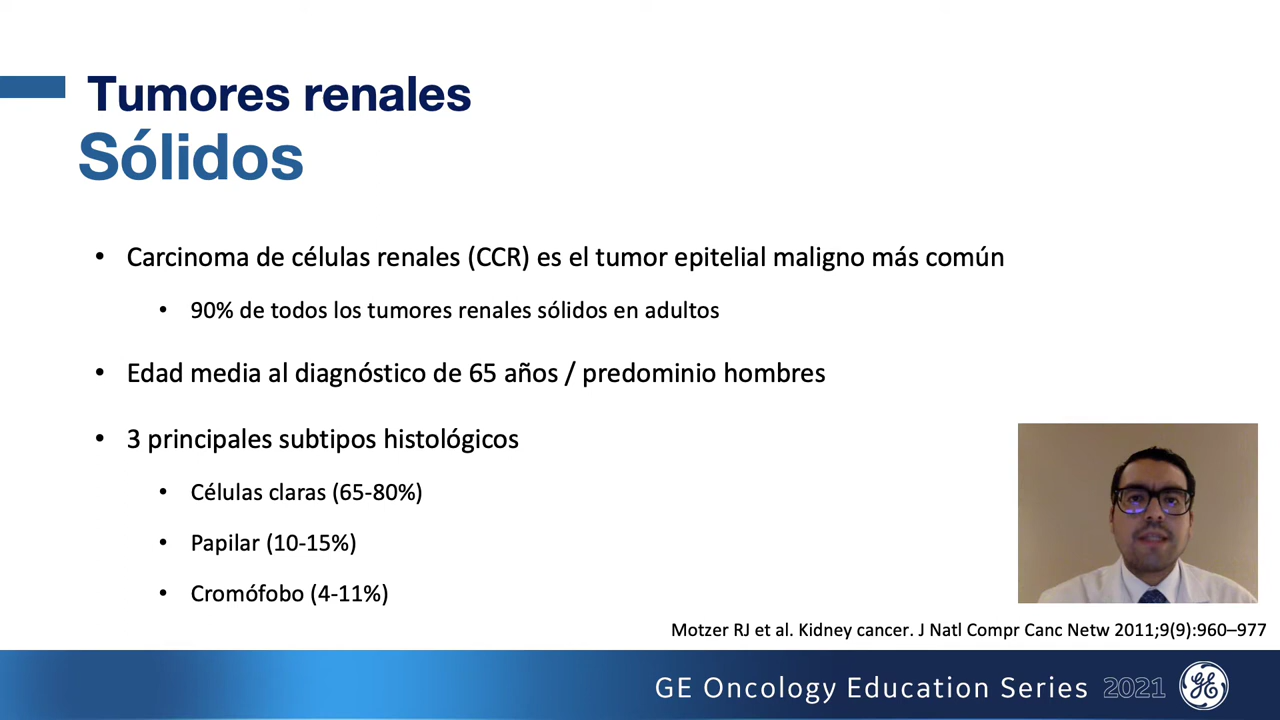 Tumores renales
Sólidos
• Carcinoma de células renales (CCR) es el tumor epitelial maligno más común
• 90% de todos los tumores renales sólidos en adultos
• Edad media al diagnóstico de 65 años / predominio hombres
• 3 principales subtipos histológicos
• Células claras (65-80%)
• Papilar (10-15%)
• Cromófobo (4-11%)
Motzer RJ et al. Kidney cancer. J Natl Compr Canc Netw 2011;9(9):960–977
GE Oncology Education Series 2021